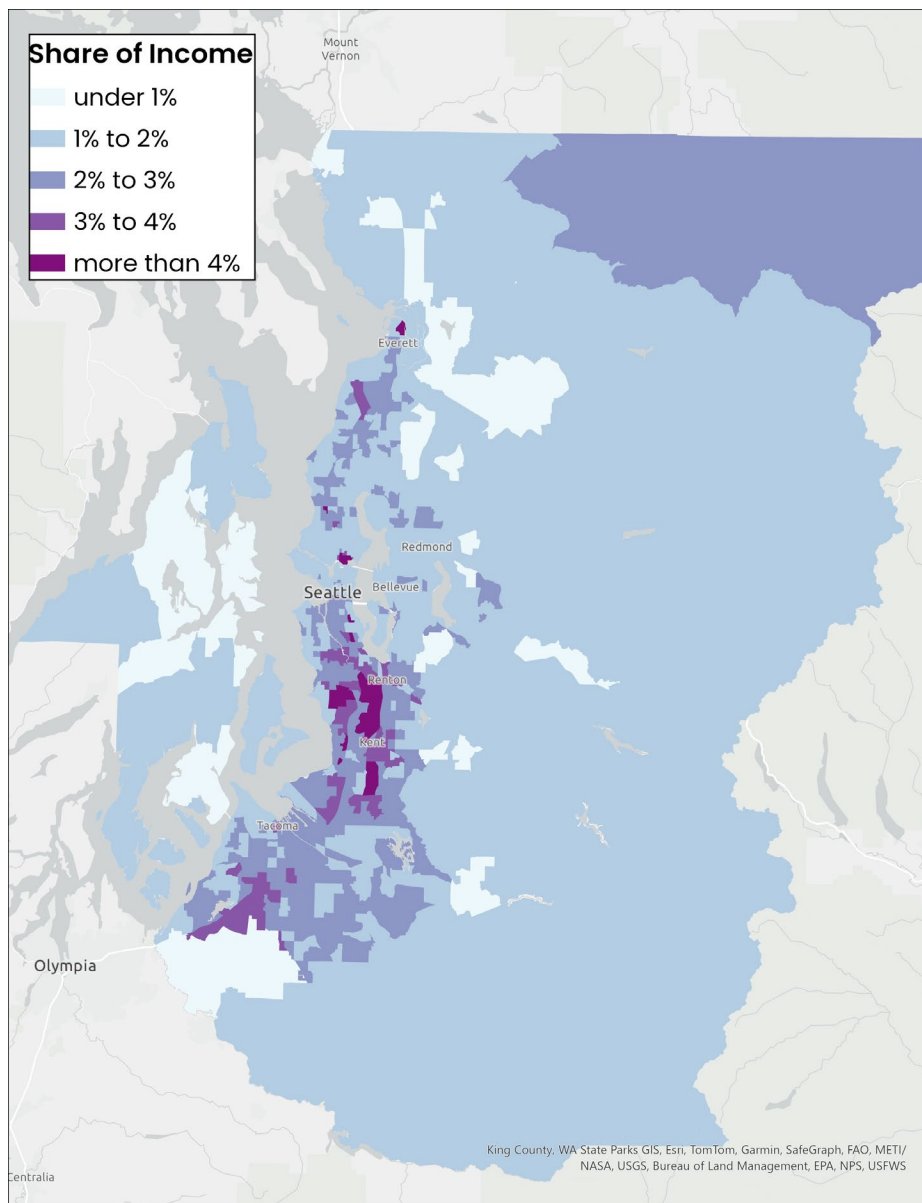 Share of Income
under 1%
1% to 2%
2% to 3%
3% to 4%
more than 4%
Mount
Vernon
Everett
Redmond
Bellevue
Seattle
Renton
Kent
Tacoma
Olympia
Centralia
King County, WA State Parks GIS, Esri, TomTom, Garmin, SafeGraph, FAO, METI/
NASA, USGS, Bureau of Land Management, EPA, NPS, USFWS